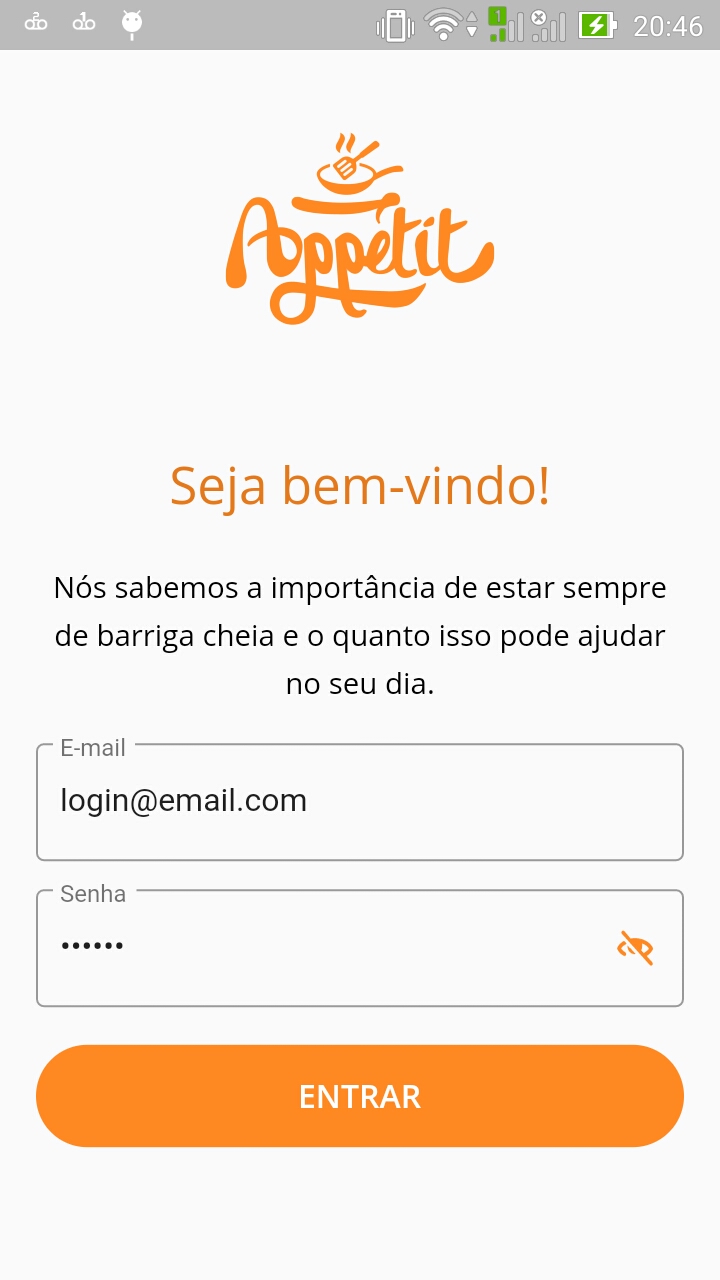 20:46
Appétit
Seja bem-vindo!
Nós sabemos a importância de estar sempre
de barriga cheia e o quanto isso pode ajudar
no seu dia.
E-mail
login@email.com
Senha
••••••
ENTRAR